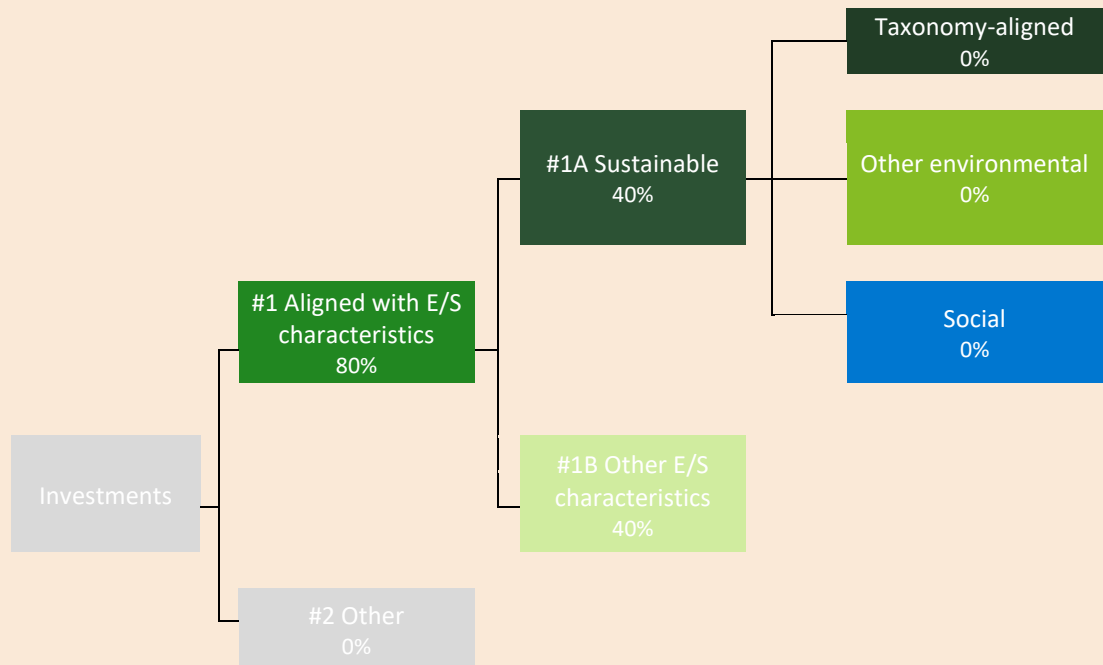 Taxonomy-aligned
0%
#1A Sustainable
40%
Other environmental
0%
#1 Aligned with E/S
characteristics
80%
Social
0%
Investments
#1B Other E/S
characteristics
40%
#2 Other
0%